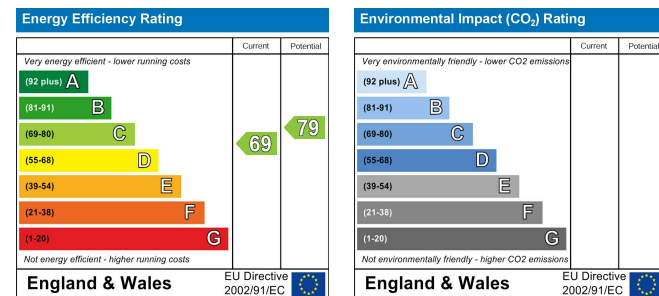 Energy Efficiency Rating
Current Potential
Very energy efficient - lower running costs
(92 plus) A
(81-91) B
(69-80) C
(55-68) D
(39-54) E
(21-38) F
(1-20) G
69
79
Not energy efficient - higher running costs
England & Wales
EU Directive
2002/91/EC
Environmental Impact (CO₂) Rating
Current Potential
Very environmentally friendly - lower CO2 emissions
(92 plus) A
(81-91) B
(69-80) C
(55-68) D
(39-54) E
(21-38) F
(1-20) G
Not environmentally friendly - higher CO2 emissions
England & Wales
EU Directive
2002/91/EC